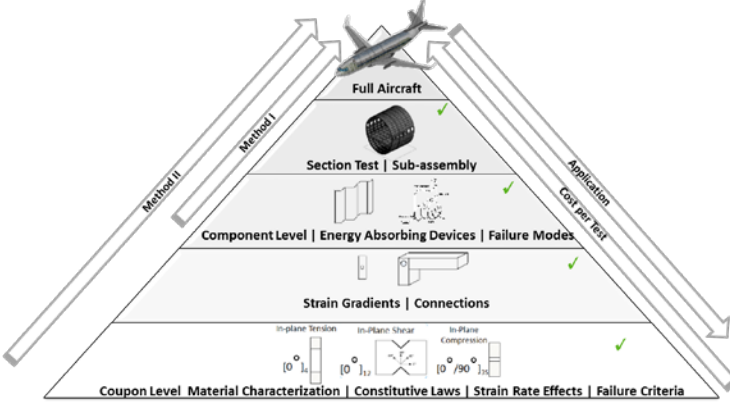 Full Aircraft
Section Test | Sub-assembly
Component Level | Energy Absorbing Devices | Failure Modes
Strain Gradients | Connections
In-plane Tension
In-Plane Shear
In-Plane
Compression
[0°]4
[0°]12
[0°/90°]3S
Coupon Level Material Characterization | Constitutive Laws | Strain Rate Effects | Failure Criteria
Method I
Method II
Application
Cost per Test